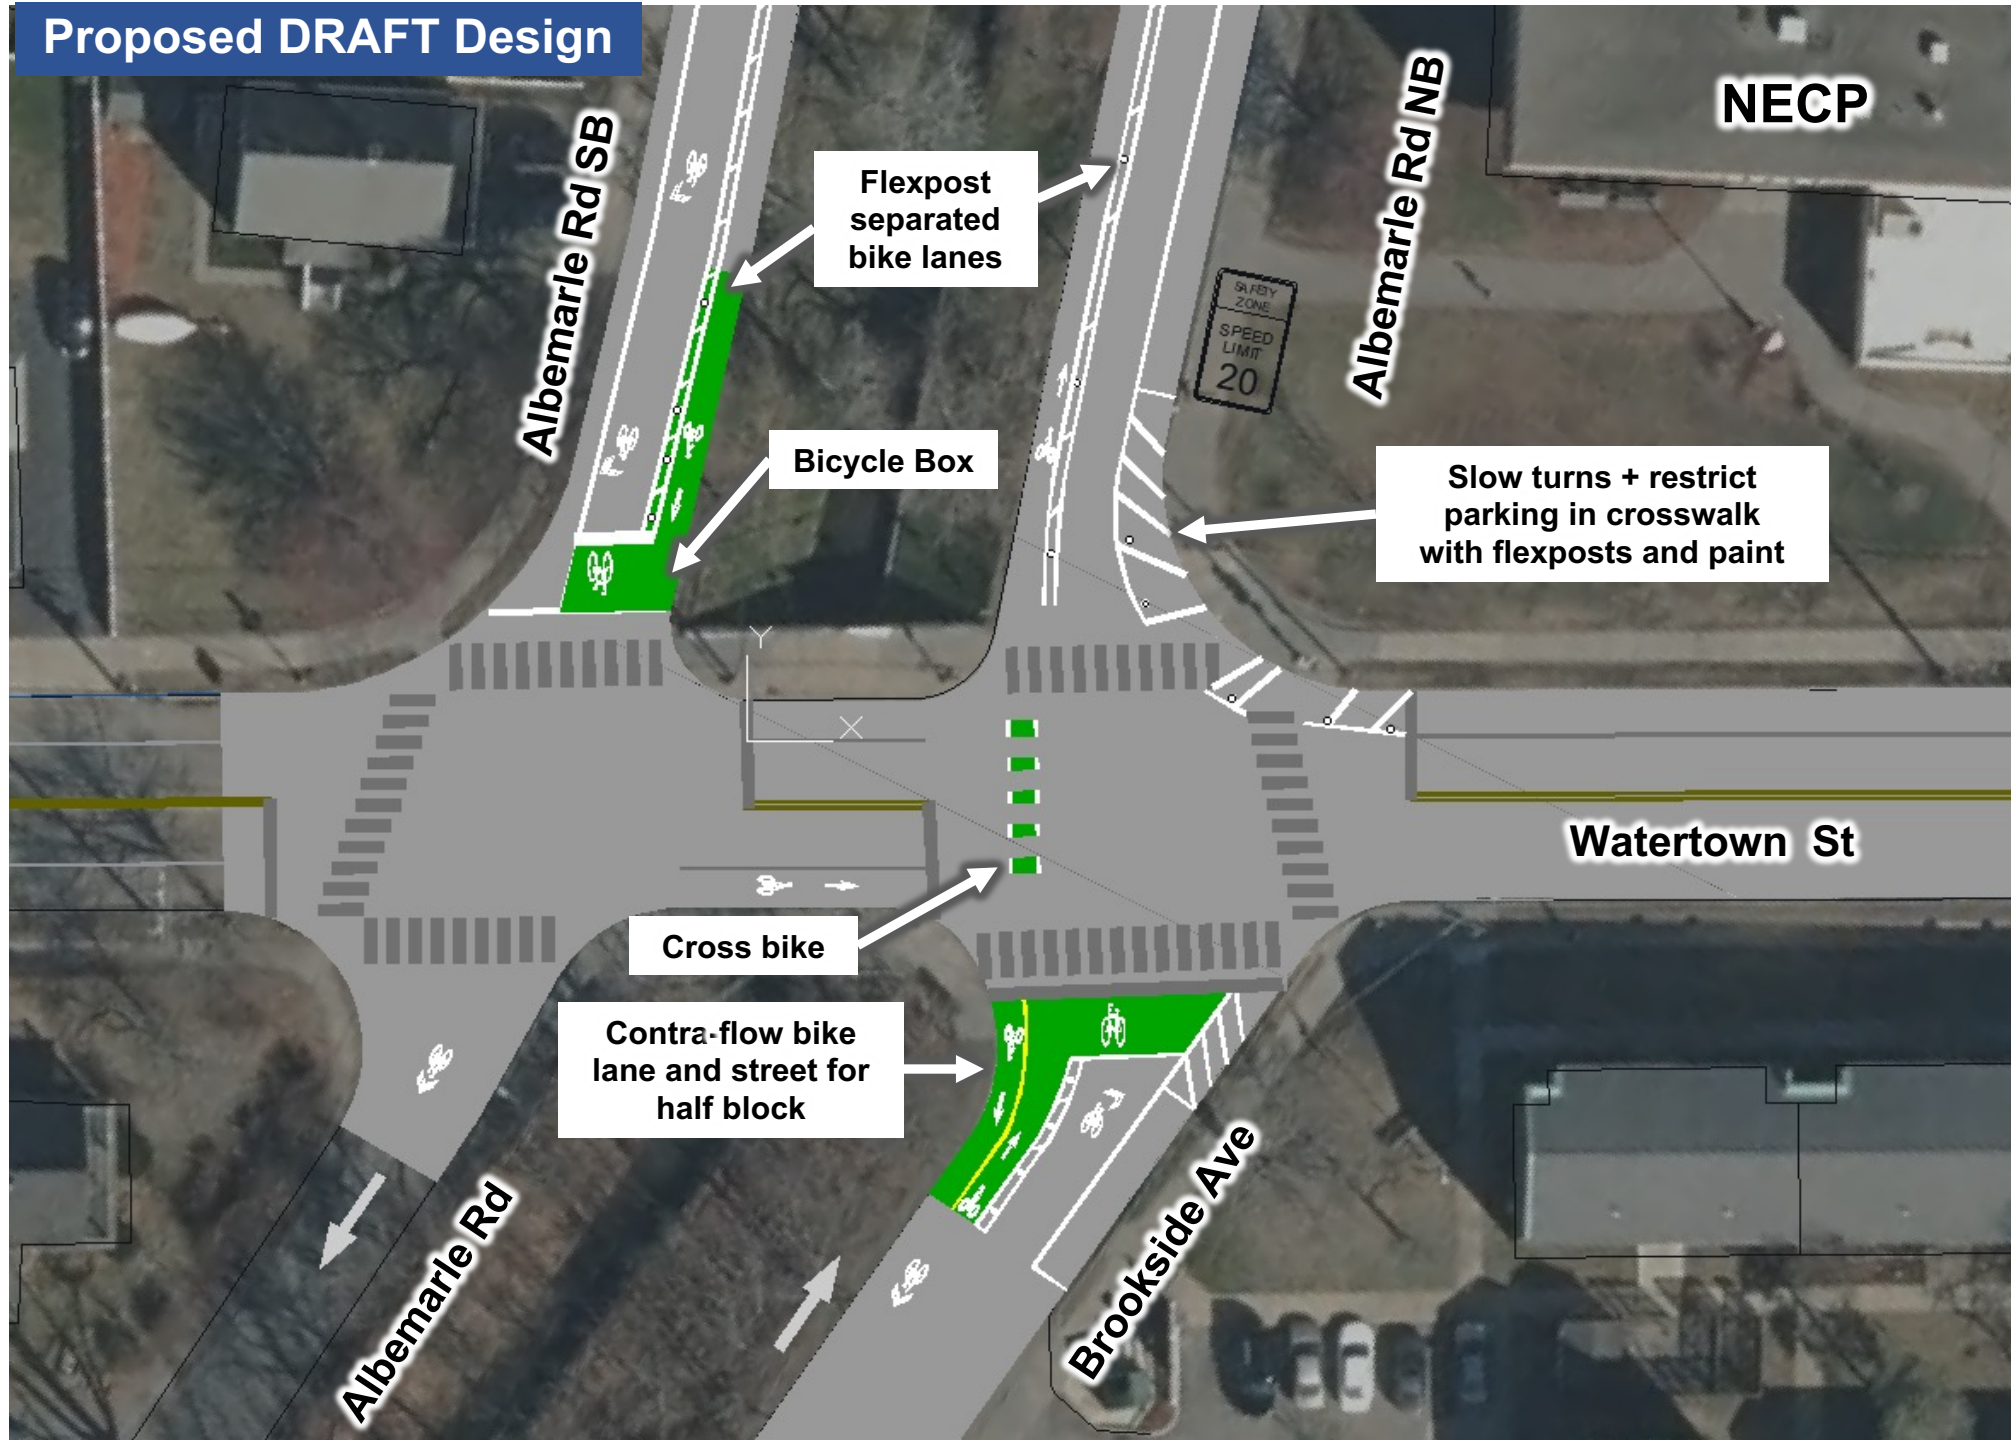 Proposed DRAFT Design
NECP
Albemarle Rd SB
Albemarle Rd NB
Flexpost
separated
bike lanes
SAFETY
ZONE
SPEED
LIMIT
20
Bicycle Box
Slow turns + restrict
parking in crosswalk
with flexposts and paint
Y
X
Watertown St
Cross bike
Contra-flow bike
lane and street for
half block
Albemarle Rd
Brookside Ave